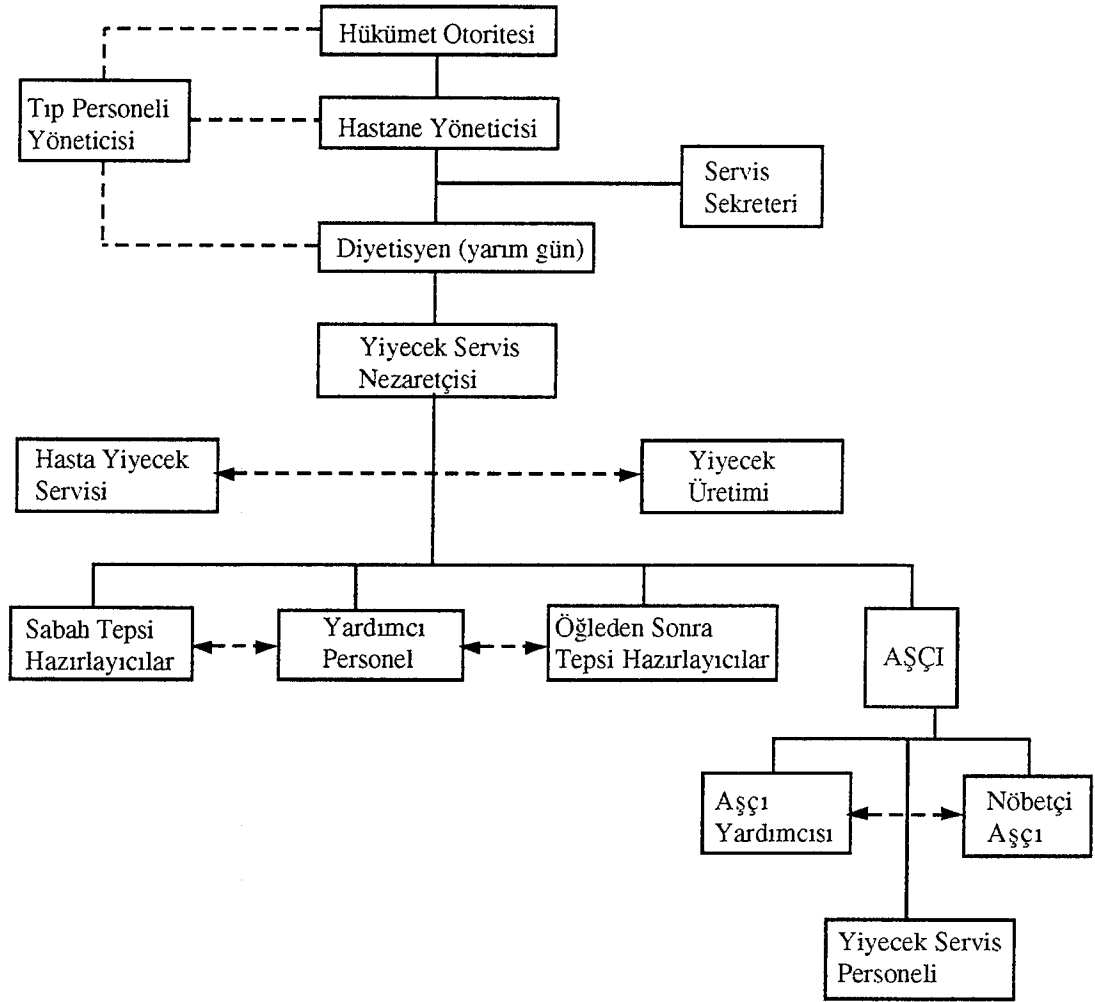 Hükümet Otoritesi
Tıp Personeli
Yöneticisi
Hastane Yöneticisi
Servis
Sekreteri
Diyetisyen (yarım gün)
Yiyecek Servis
Nezaretçisi
Hasta Yiyecek
Servisi
Yiyecek
Üretimi
Sabah Tepsi
Hazırlayıcılar
Yardımcı
Personel
Öğleden Sonra
Tepsi Hazırlayıcılar
AŞÇI
Aşçı
Yardımcısı
Nöbetçi
Aşçı
Yiyecek Servis
Personeli